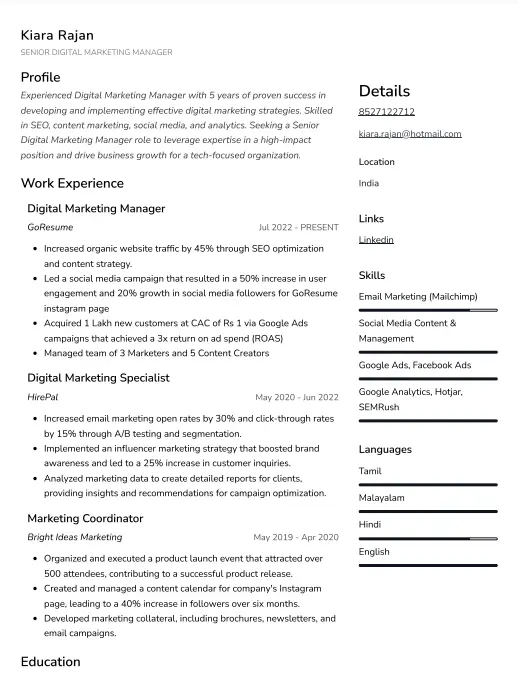 Kiara Rajan
SENIOR DIGITAL MARKETING MANAGER
Profile
Experienced Digital Marketing Manager with 5 years of proven success in
developing and implementing effective digital marketing strategies. Skilled
in SEO, content marketing, social media, and analytics. Seeking a Senior
Digital Marketing Manager role to leverage expertise in a high-impact
position and drive business growth for a tech-focused organization.
Work Experience
Digital Marketing Manager
GoResume Jul 2022 - PRESENT
• Increased organic website traffic by 45% through SEO optimization
and content strategy.
• Led a social media campaign that resulted in a 50% increase in user
engagement and 20% growth in social media followers for GoResume
instagram page
• Acquired 1 Lakh new customers at CAC of Rs 1 via Google Ads
campaigns that achieved a 3x return on ad spend (ROAS)
• Managed team of 3 Marketers and 5 Content Creators
Digital Marketing Specialist
HirePal May 2020 - Jun 2022
• Increased email marketing open rates by 30% and click-through rates
by 15% through A/B testing and segmentation.
• Implemented an influencer marketing strategy that boosted brand
awareness and led to a 25% increase in customer inquiries.
• Analyzed marketing data to create detailed reports for clients,
providing insights and recommendations for campaign optimization.
Marketing Coordinator
Bright Ideas Marketing May 2019 - Apr 2020
• Organized and executed a product launch event that attracted over
500 attendees, contributing to a successful product release.
• Created and managed a content calendar for company's Instagram
page, leading to a 40% increase in followers over six months.
• Developed marketing collateral, including brochures, newsletters, and
email campaigns.
Education
Details
8527122712
kiara.rajan@hotmail.com
Location
India
Links
Linkedin
Skills
Email Marketing (Mailchimp)
Social Media Content &
Management
Google Ads, Facebook Ads
Google Analytics, Hotjar,
SEMRush
Languages
Tamil
Malayalam
Hindi
English